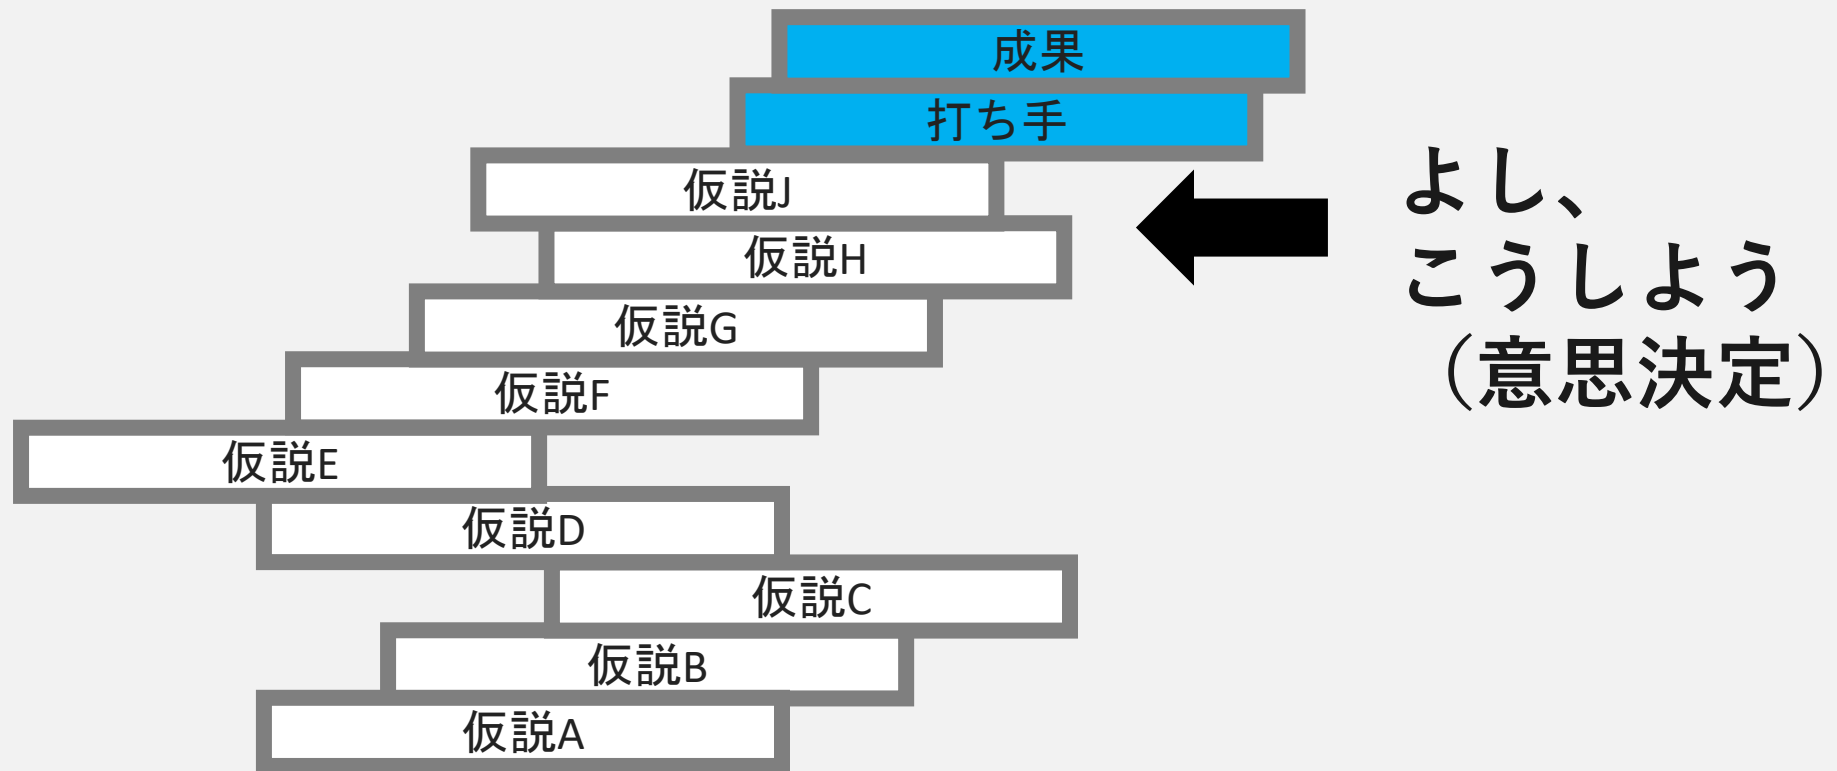 成果
打ち手
仮説J
仮説H
仮説G
仮説F
仮説E
仮説D
仮説C
仮説B
仮説A
よし、
こうしよう
（意思決定）